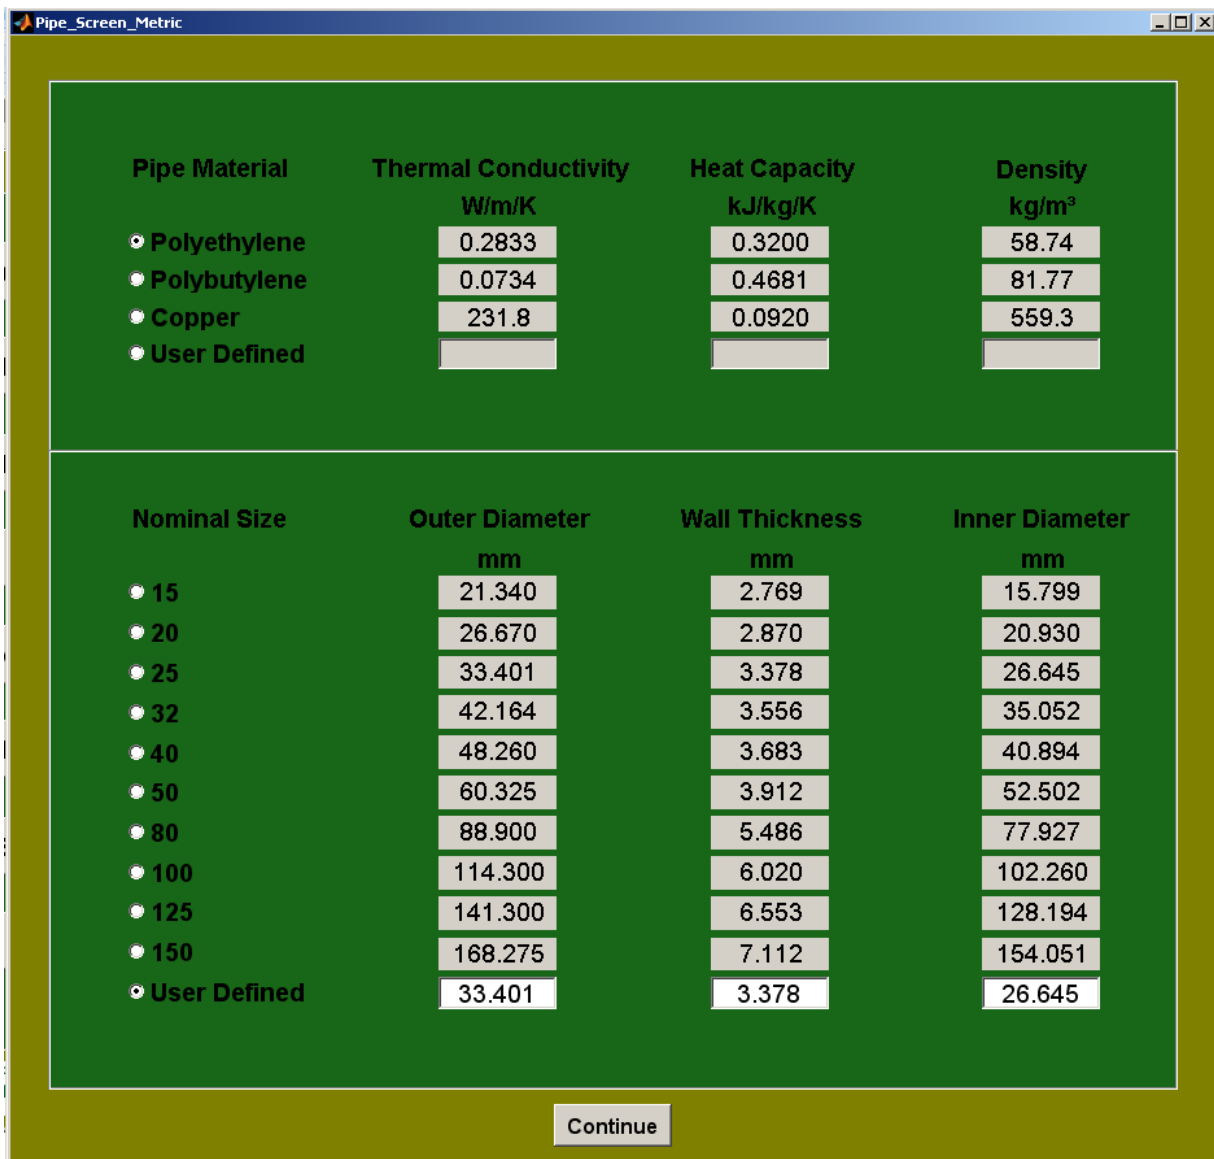 Pipe_Screen_Metric
Pipe Material Thermal Conductivity Heat Capacity Density
W/m/K kJ/kg/K kg/m³
Polyethylene 0.2833 0.3200 58.74
Polybutylene 0.0734 0.4681 81.77
Copper 231.8 0.0920 559.3
User Defined
Nominal Size Outer Diameter Wall Thickness Inner Diameter
mm mm mm
15 21.340 2.769 15.799
20 26.670 2.870 20.930
25 33.401 3.378 26.645
32 42.164 3.556 35.052
40 48.260 3.683 40.894
50 60.325 3.912 52.502
80 88.900 5.486 77.927
100 114.300 6.020 102.260
125 141.300 6.553 128.194
150 168.275 7.112 154.051
User Defined 33.401 3.378 26.645
Continue